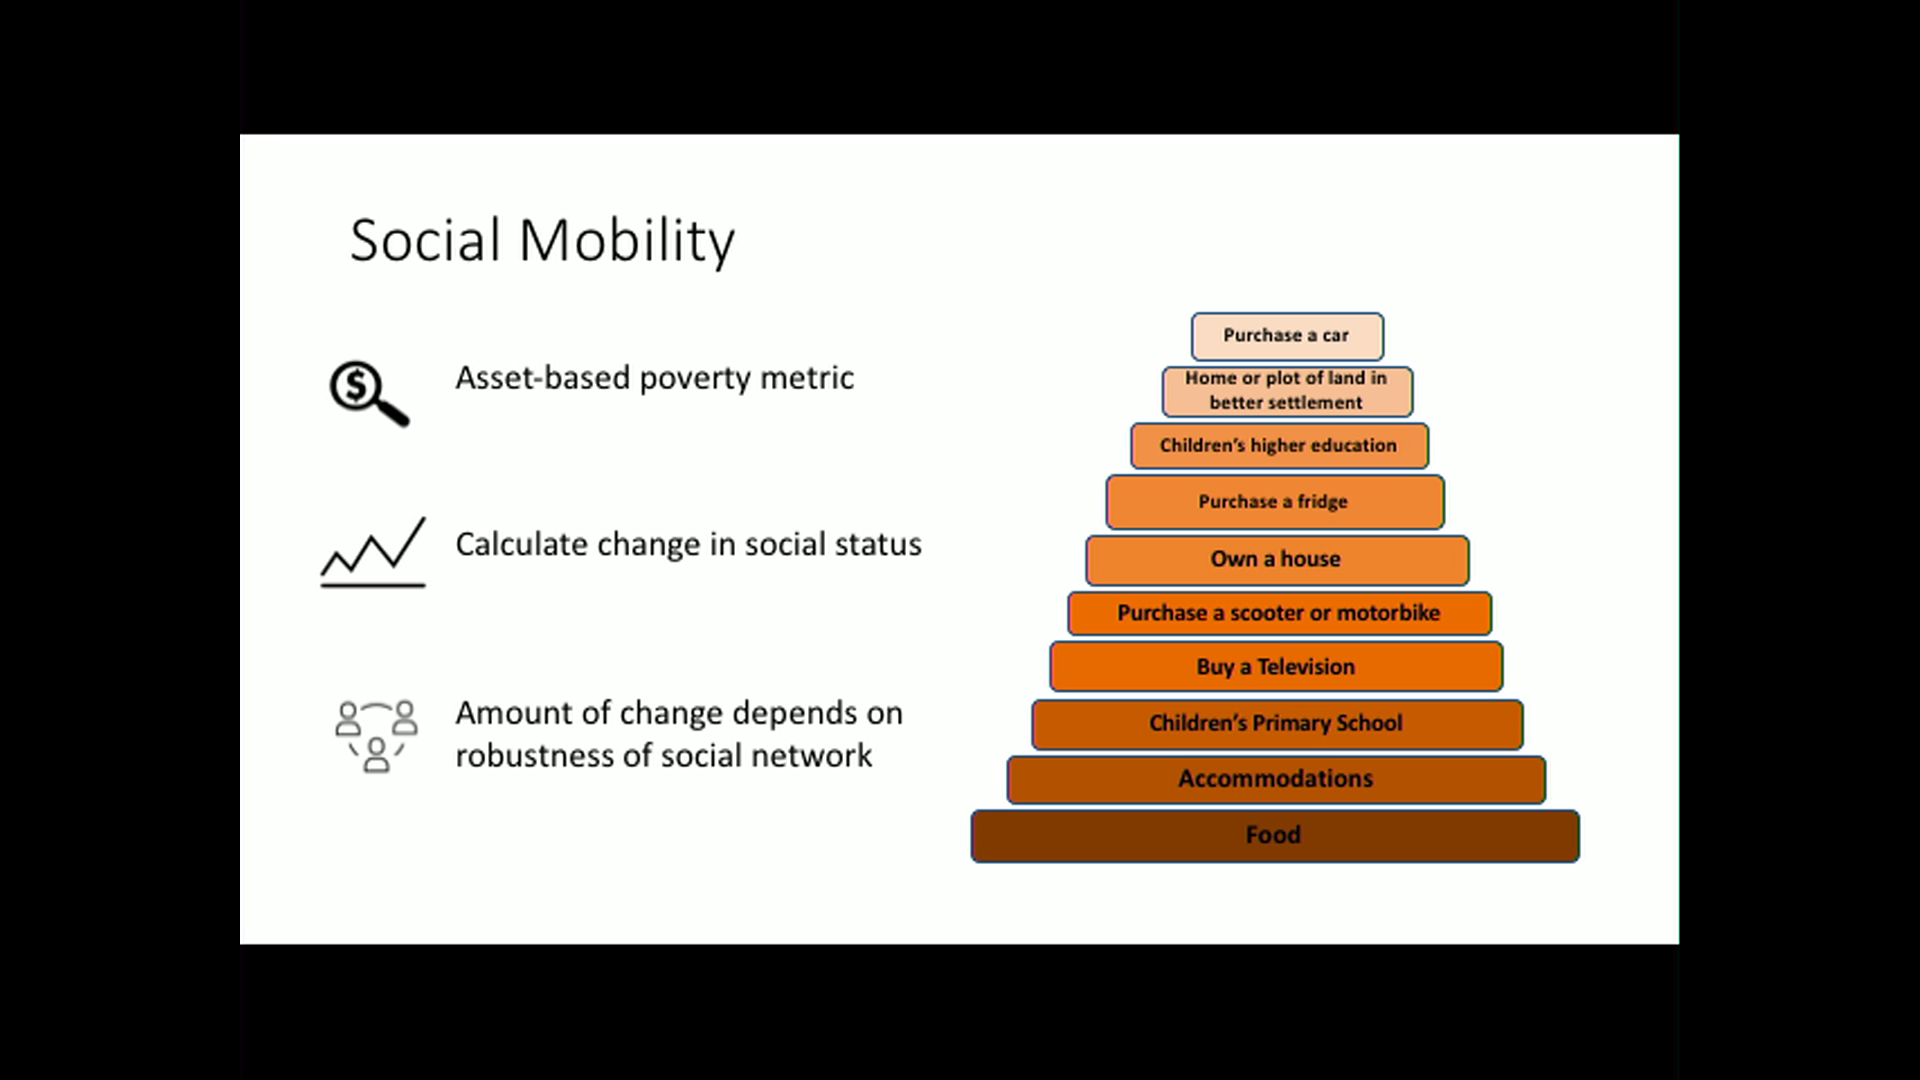 Social Mobility
$
Asset-based poverty metric
Calculate change in social status
Amount of change depends on
robustness of social network
Purchase a car
Home or plot of land in
better settlement
Children’s higher education
Purchase a fridge
Own a house
Purchase a scooter or motorbike
Buy a Television
Children’s Primary School
Accommodations
Food